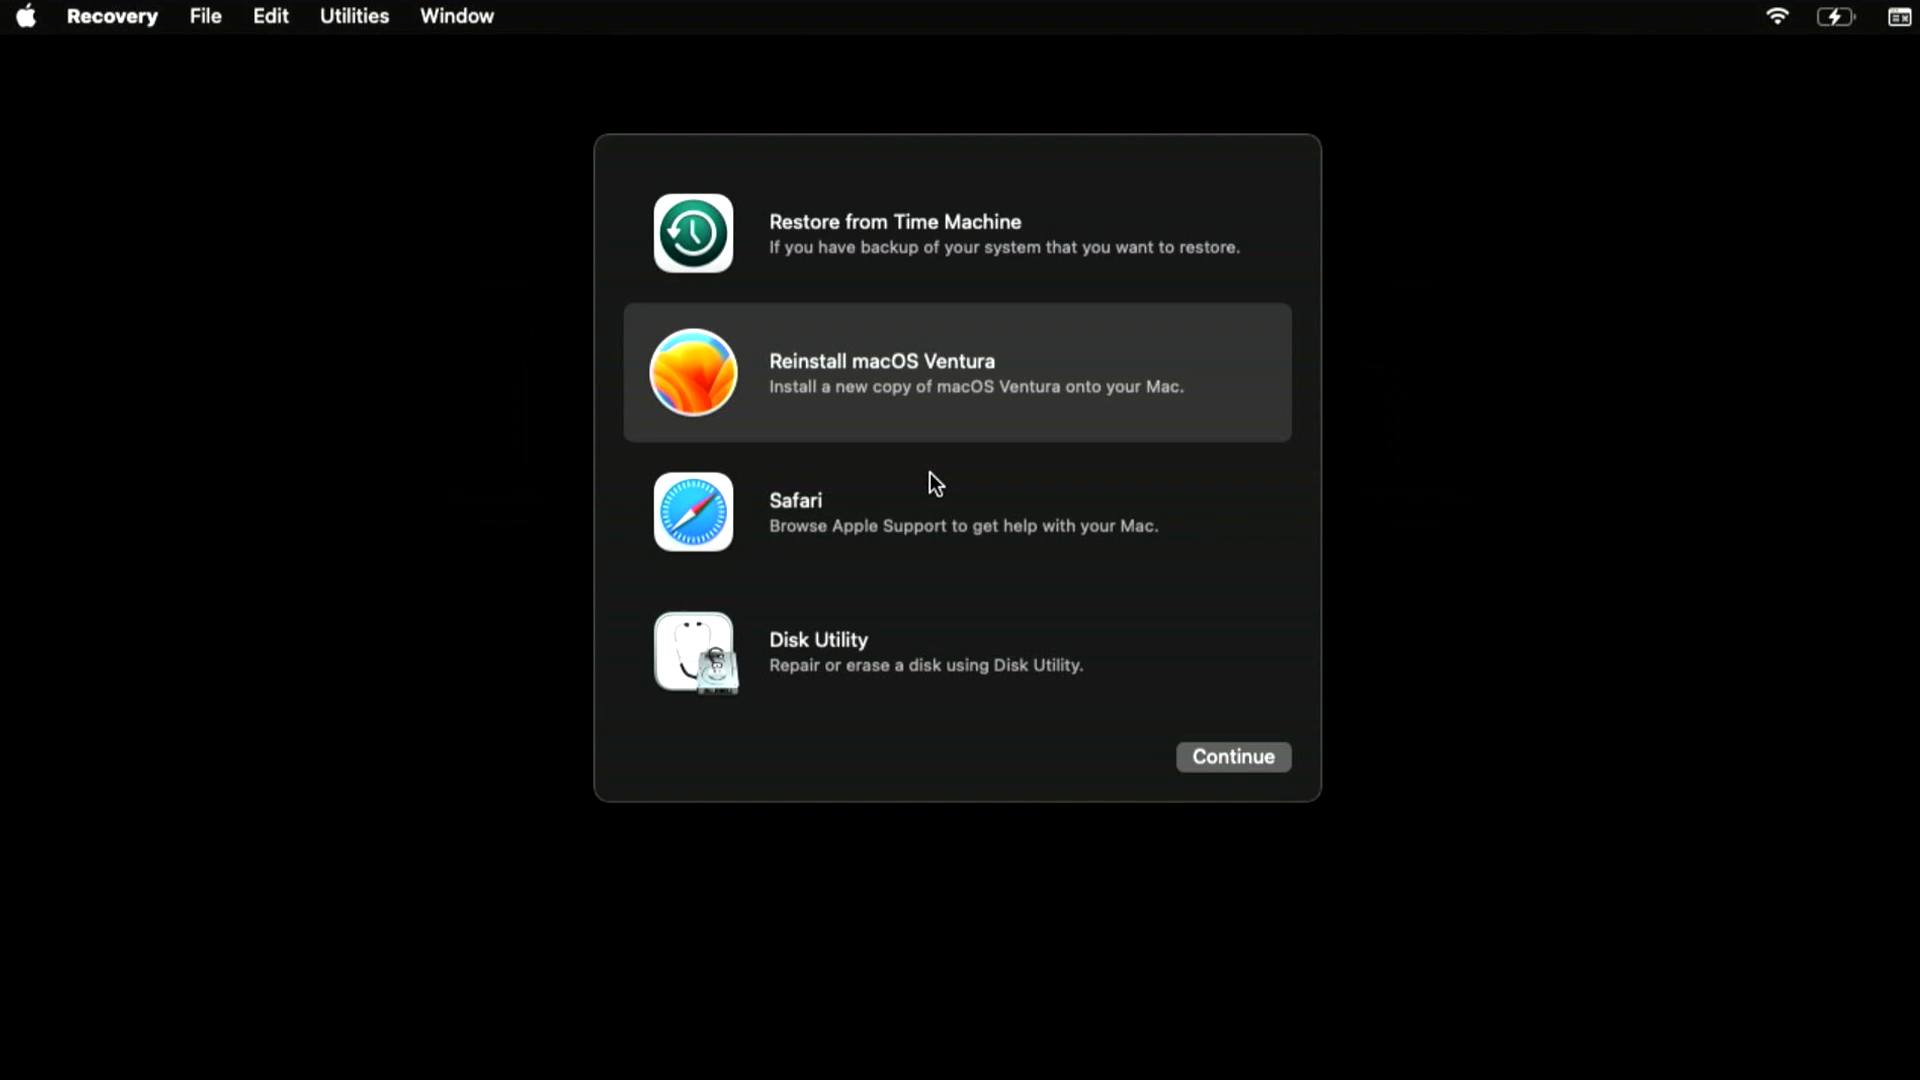 Recovery File Edit Utilities Window
Restore from Time Machine
If you have backup of your system that you want to restore.
Reinstall macOS Ventura
Install a new copy of macOS Ventura onto your Mac.
Safari
Browse Apple Support to get help with your Mac.
Disk Utility
Repair or erase a disk using Disk Utility.
Continue